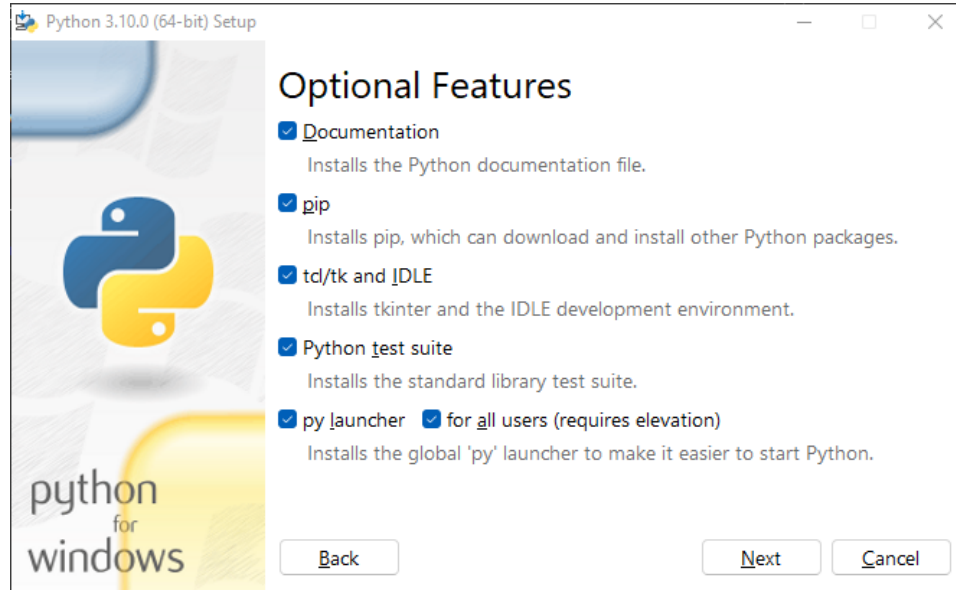 Python 3.10.0 (64-bit) Setup
Optional Features
Documentation
Installs the Python documentation file.
pip
Installs pip, which can download and install other Python packages.
tcl/tk and IDLE
Installs tkinter and the IDLE development environment.
Python test suite
Installs the standard library test suite.
py launcher for all users (requires elevation)
Installs the global 'py' launcher to make it easier to start Python.
python
for
windows
Back Next Cancel